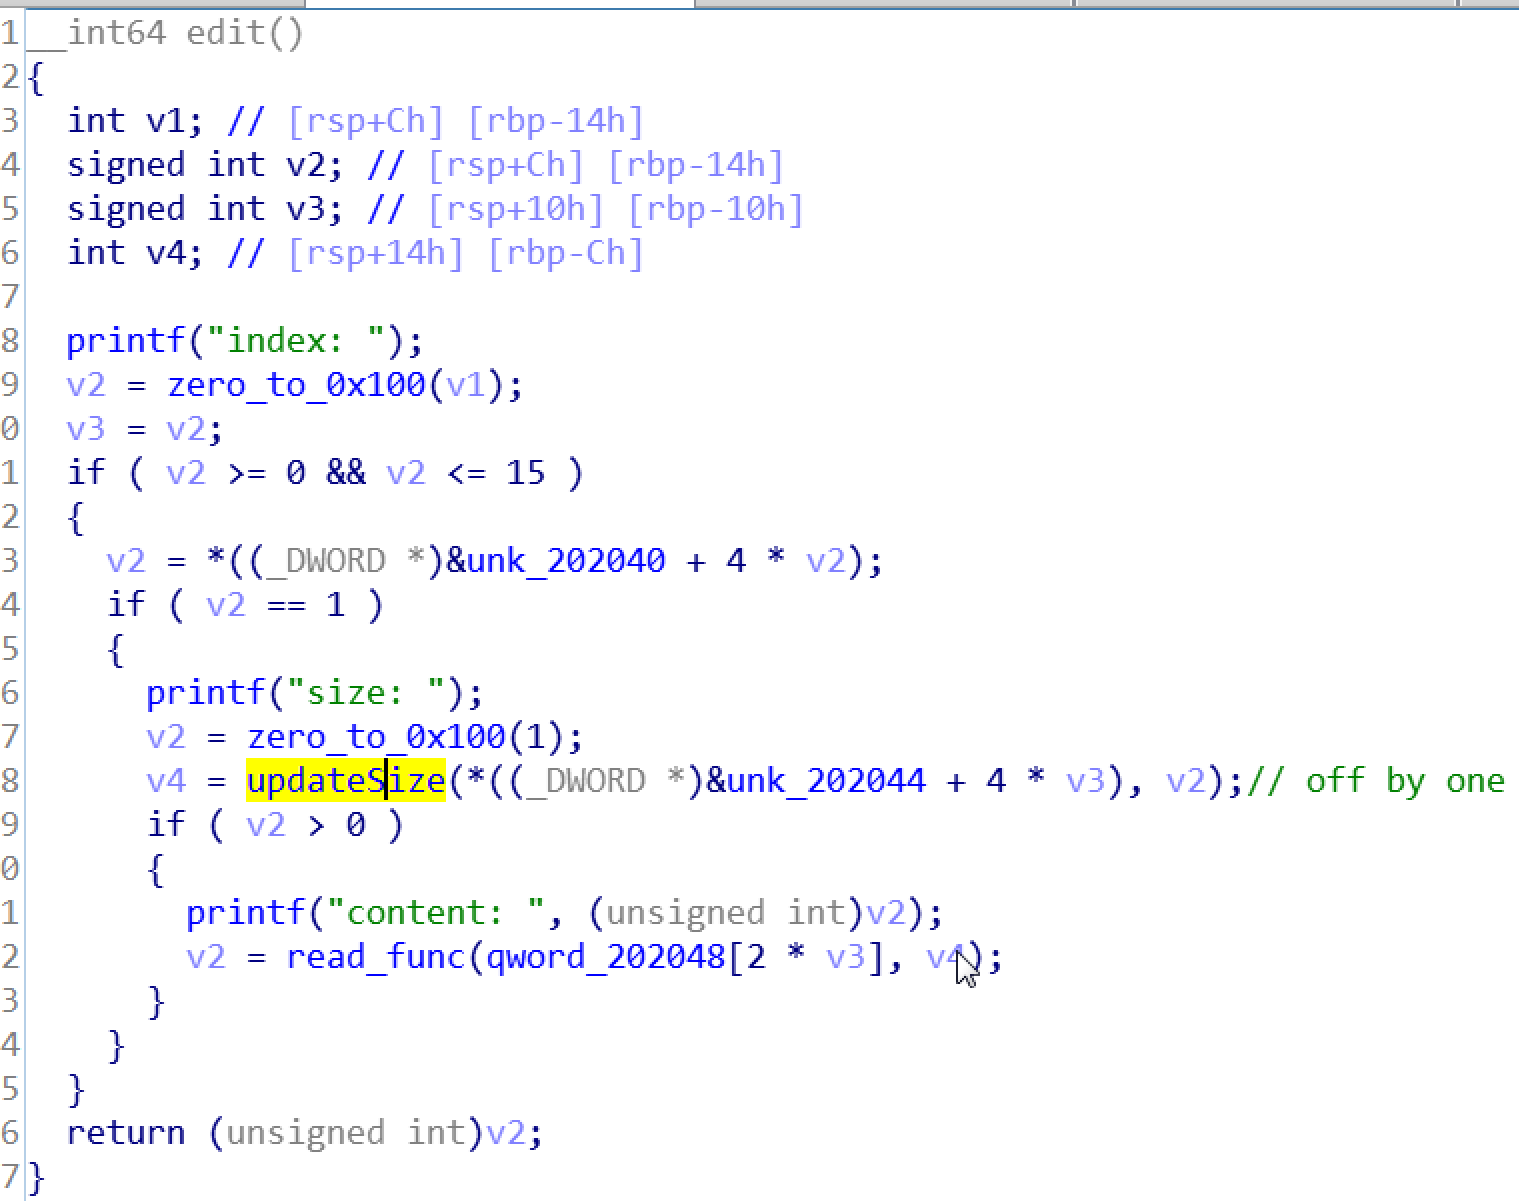 1 __int64 edit()
2 {
3   int v1; // [rsp+Ch] [rbp-14h]
4   signed int v2; // [rsp+Ch] [rbp-14h]
5   signed int v3; // [rsp+10h] [rbp-10h]
6   int v4; // [rsp+14h] [rbp-Ch]
7
8   printf("index: ");
9   v2 = zero_to_0x100(v1);
0   v3 = v2;
1   if ( v2 >= 0 && v2 <= 15 )
2   {
3     v2 = *((_DWORD *)&unk_202040 + 4 * v2);
4     if ( v2 == 1 )
5     {
6       printf("size: ");
7       v2 = zero_to_0x100(1);
8       v4 = updateSize(*((_DWORD *)&unk_202044 + 4 * v3), v2);// off by one
9       if ( v2 > 0 )
0       {
1         printf("content: ", (unsigned int)v2);
2         v2 = read_func(qword_202048[2 * v3], v4);
3       }
4     }
5   }
6   return (unsigned int)v2;
7 }